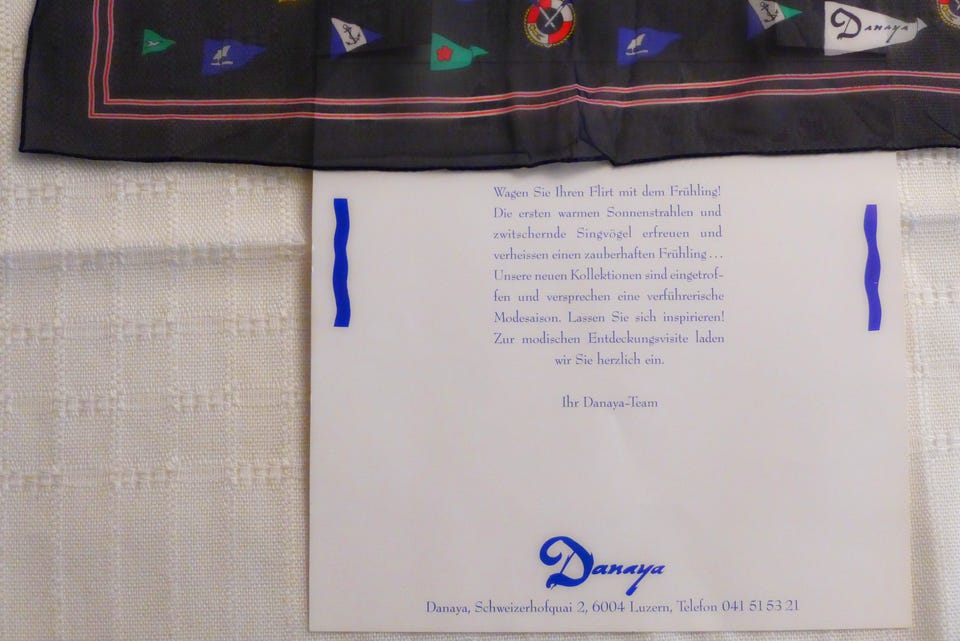 Danaya
Wagen Sie Ihren Flirt mit dem Frühling!
Die ersten warmen Sonnenstrahlen und
zwitschernde Singvögel erfreuen und
verheissen einen zauberhaften Frühling...
Unsere neuen Kollektionen sind eingetrof-
fen und versprechen eine verführerische
Modesaison. Lassen Sie sich inspirieren!
Zur modischen Entdeckungsvisite laden
wir Sie herzlich ein.
Ihr Danaya-Team
Danaya
Danaya, Schweizerhofquai 2, 6004 Luzern, Telefon 041 51 53 21